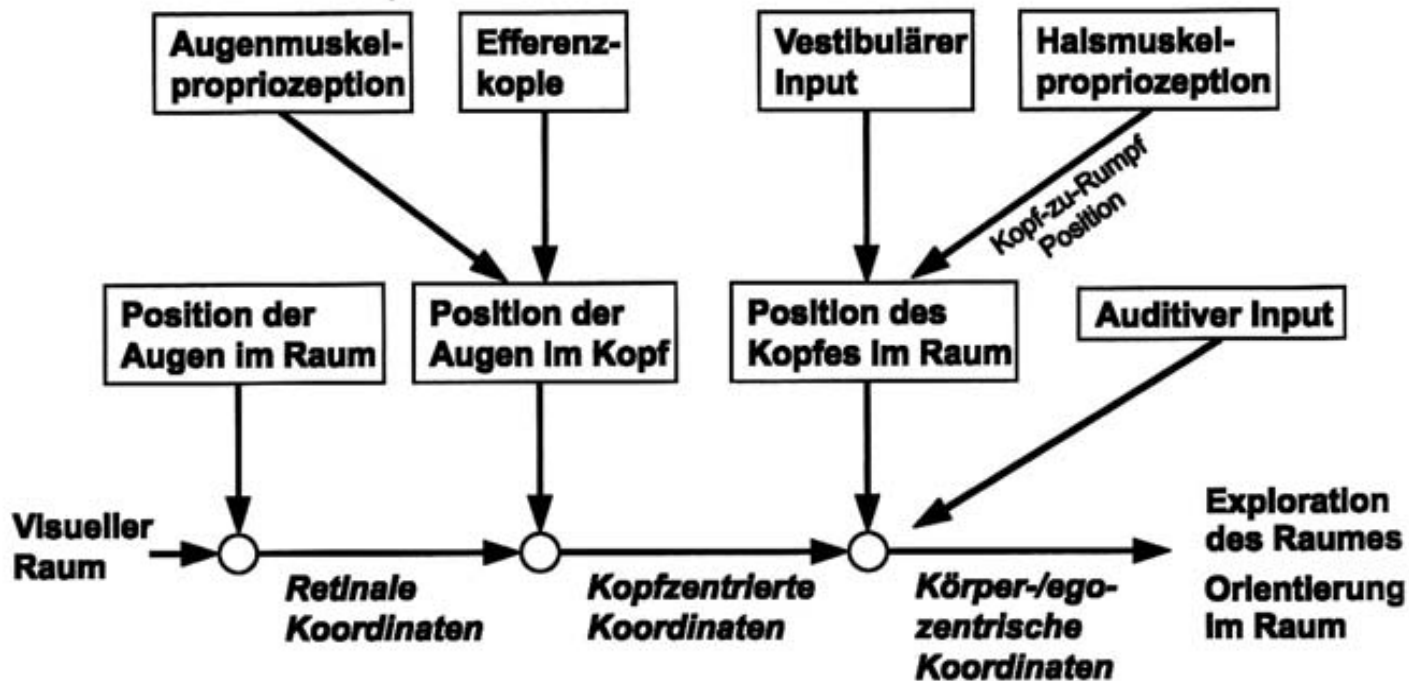 Augenmuskel-
propriozeption
Efferenz-
kopie
Vestibulärer
Input
Halsmuskel-
propriozeption
Kopf-zu-Rumpf
Position
Position der
Augen im Raum
Position der
Augen im Kopf
Position des
Kopfes im Raum
Auditiver Input
Visueller
Raum
Retinale
Koordinaten
Kopfzentrierte
Koordinaten
Körper-/ego-
zentrische
Koordinaten
Exploration
des Raumes
Orientierung
im Raum